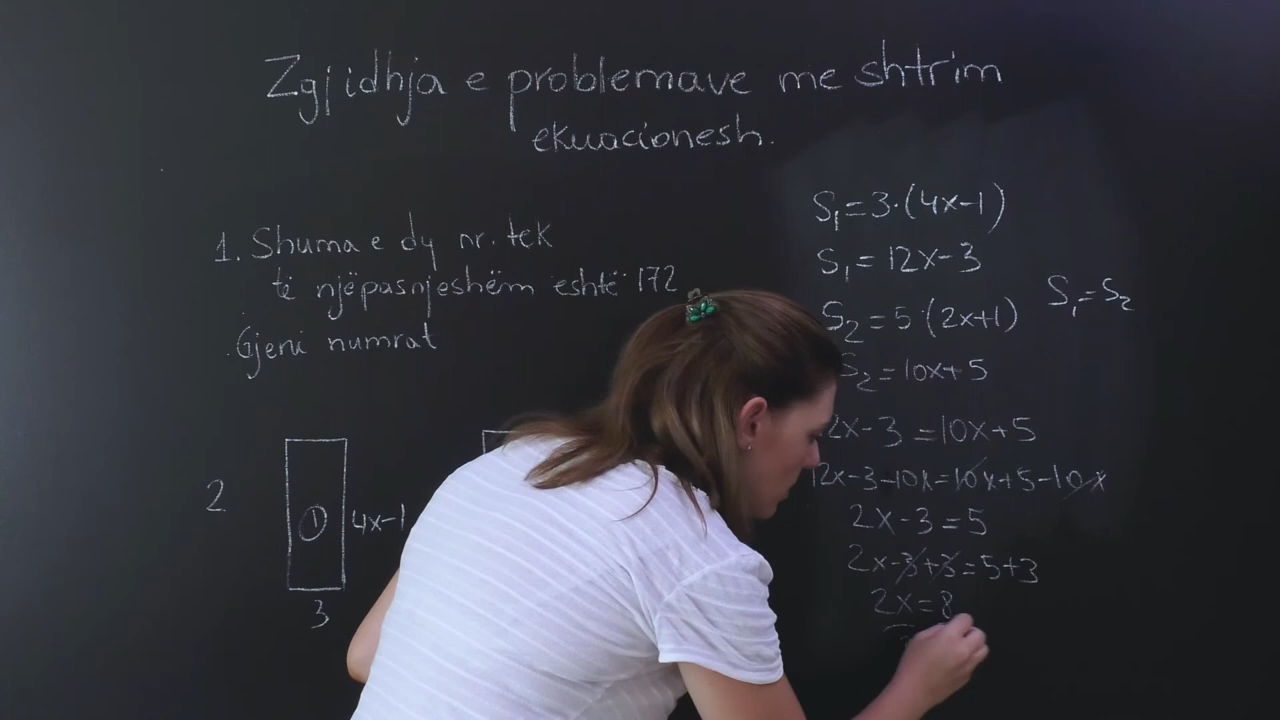 Zgjidhja e problemave me shtrim
ekuacionesh.
1. Shuma e dy nr. tek
të njëpasnjeshëm eshtë 172
Gjeni numrat
2
1
4x-1
3
S₁=3·(4x-1)
S₁=12x-3
S₂=5·(2x+1)
S₂=10x+5
S₁=S₂
2x-3=10x+5
12x-3-10x=10x+5-10x
2x-3=5
2x-3+3=5+3
2x=8